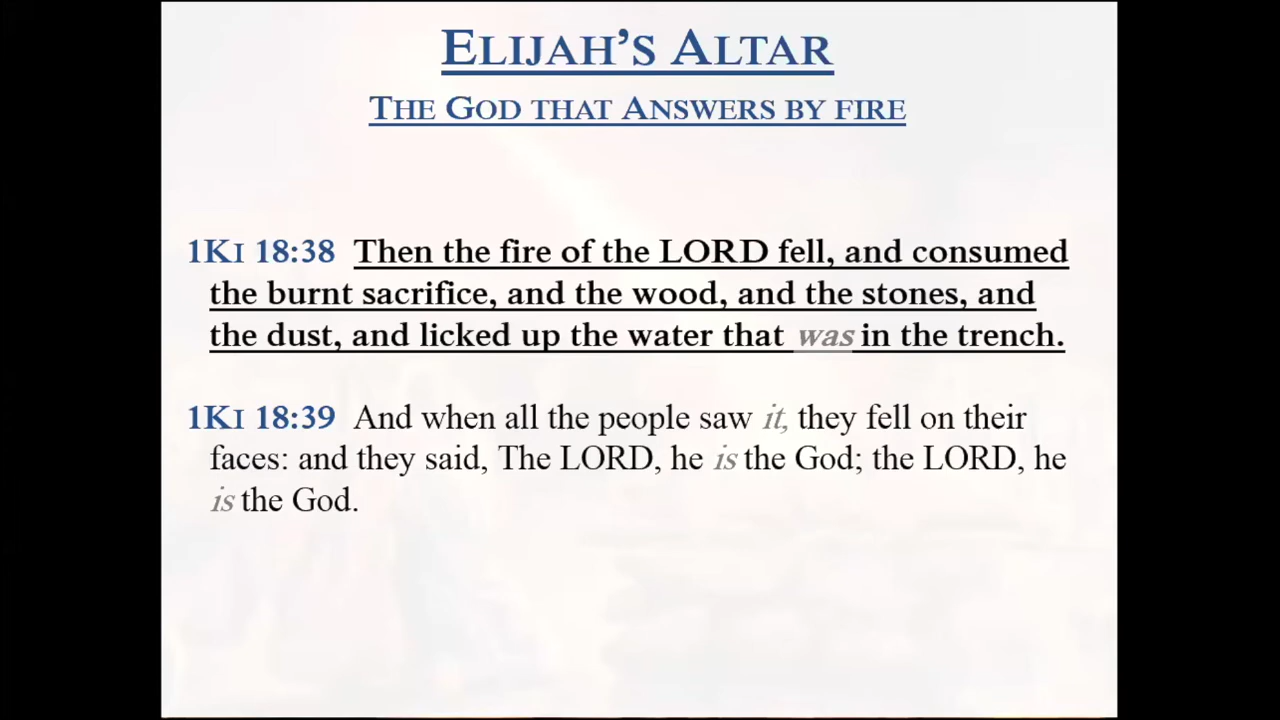 ELIJAH'S ALTAR
THE GOD THAT ANSWERS BY FIRE
1KI 18:38 Then the fire of the LORD fell, and consumed
the burnt sacrifice, and the wood, and the stones, and
the dust, and licked up the water that was in the trench.
1KI 18:39 And when all the people saw it, they fell on their
faces: and they said, The LORD, he is the God; the LORD, he
is the God.